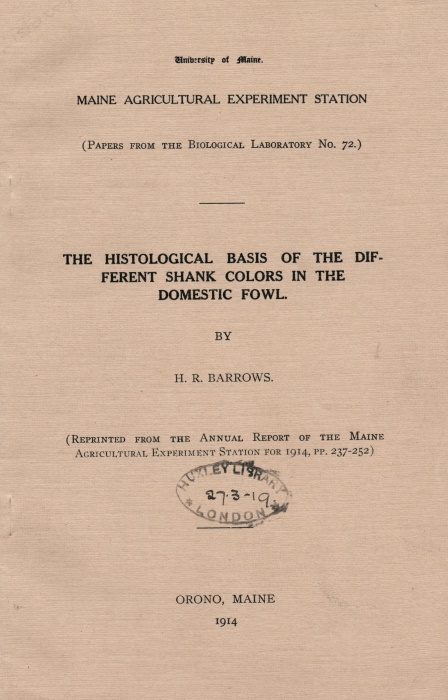 University of Maine.
MAINE AGRICULTURAL EXPERIMENT STATION
(Papers from the Biological Laboratory No. 72.)
THE HISTOLOGICAL BASIS OF THE DIF-
FERENT SHANK COLORS IN THE
DOMESTIC FOWL.
BY
H. R. BARROWS.
(Reprinted from the Annual Report of the Maine
Agricultural Experiment Station for 1914, pp. 237-252)
HUXLEY LIBRARY
27-3-19
LONDON
ORONO, MAINE
1914